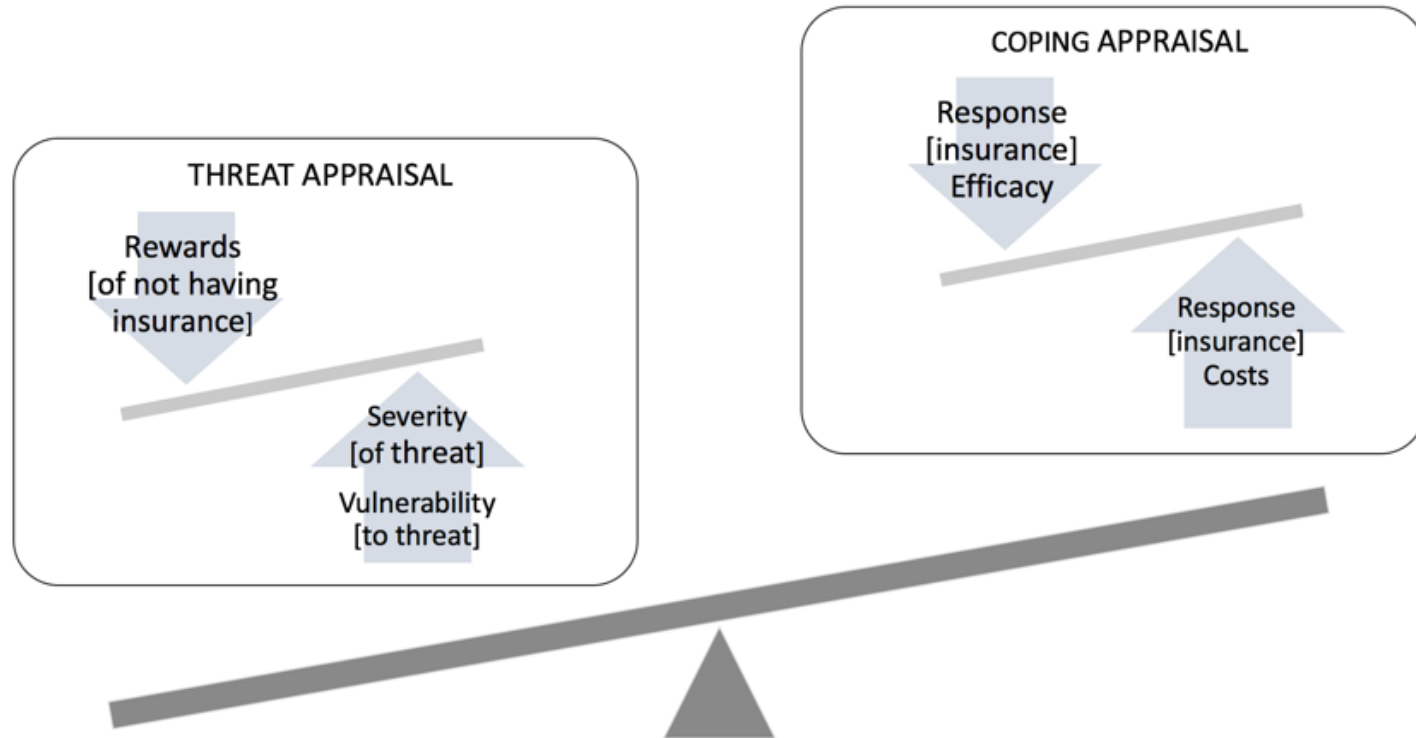 THREAT APPRAISAL
Rewards
[of not having
insurance]
Severity
[of threat]
Vulnerability
[to threat]
COPING APPRAISAL
Response
[insurance]
Efficacy
Response
[insurance]
Costs